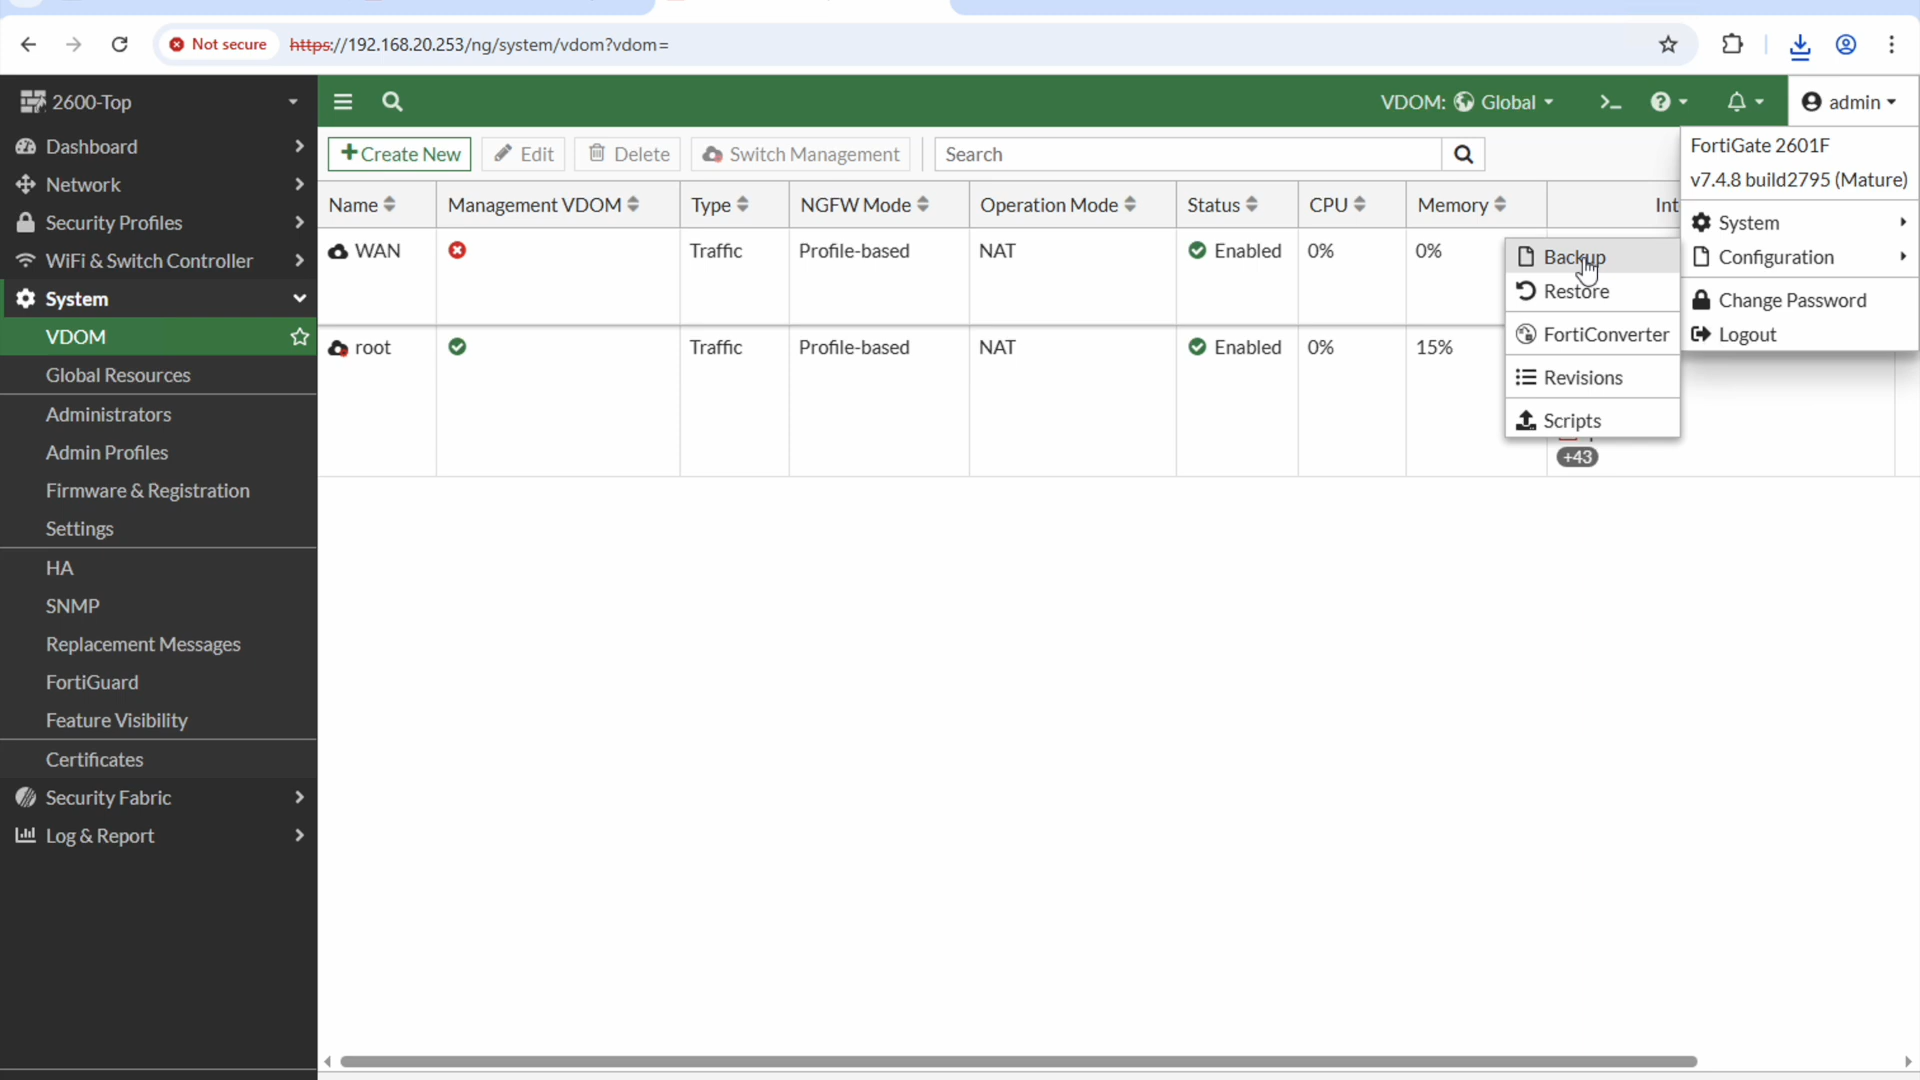 Not secure https://192.168.20.253/ng/system/vdom?vdom=
2600-Top
VDOM: Global
admin
Dashboard
Network
Security Profiles
WiFi & Switch Controller
System
VDOM
Global Resources
Administrators
Admin Profiles
Firmware & Registration
Settings
HA
SNMP
Replacement Messages
FortiGuard
Feature Visibility
Certificates
Security Fabric
Log & Report
Create New Edit Delete Switch Management Search
Name Management VDOM Type NGFW Mode Operation Mode Status CPU Memory Int
WAN Traffic Profile-based NAT Enabled 0% 0%
root Traffic Profile-based NAT Enabled 0% 15%
+43
FortiGate 2601F
v7.4.8 build2795 (Mature)
System
Configuration
Change Password
Logout
Backup
Restore
FortiConverter
Revisions
Scripts